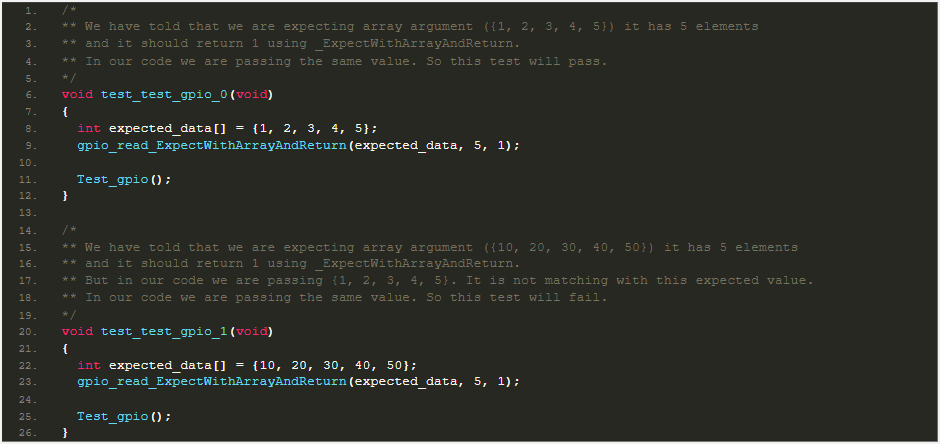 1. /*
2. ** We have told that we are expecting array argument ({1, 2, 3, 4, 5}) it has 5 elements
3. ** and it should return 1 using _ExpectWithArrayAndReturn.
4. ** In our code we are passing the same value. So this test will pass.
5. */
6. void test_test_gpio_0(void)
7. {
8. int expected_data[] = {1, 2, 3, 4, 5};
9. gpio_read_ExpectWithArrayAndReturn(expected_data, 5, 1);
10.
11. Test_gpio();
12. }
13.
14. /*
15. ** We have told that we are expecting array argument ({10, 20, 30, 40, 50}) it has 5 elements
16. ** and it should return 1 using _ExpectWithArrayAndReturn.
17. ** But in our code we are passing {1, 2, 3, 4, 5}. It is not matching with this expected value.
18. ** In our code we are passing the same value. So this test will fail.
19. */
20. void test_test_gpio_1(void)
21. {
22. int expected_data[] = {10, 20, 30, 40, 50};
23. gpio_read_ExpectWithArrayAndReturn(expected_data, 5, 1);
24.
25. Test_gpio();
26. }